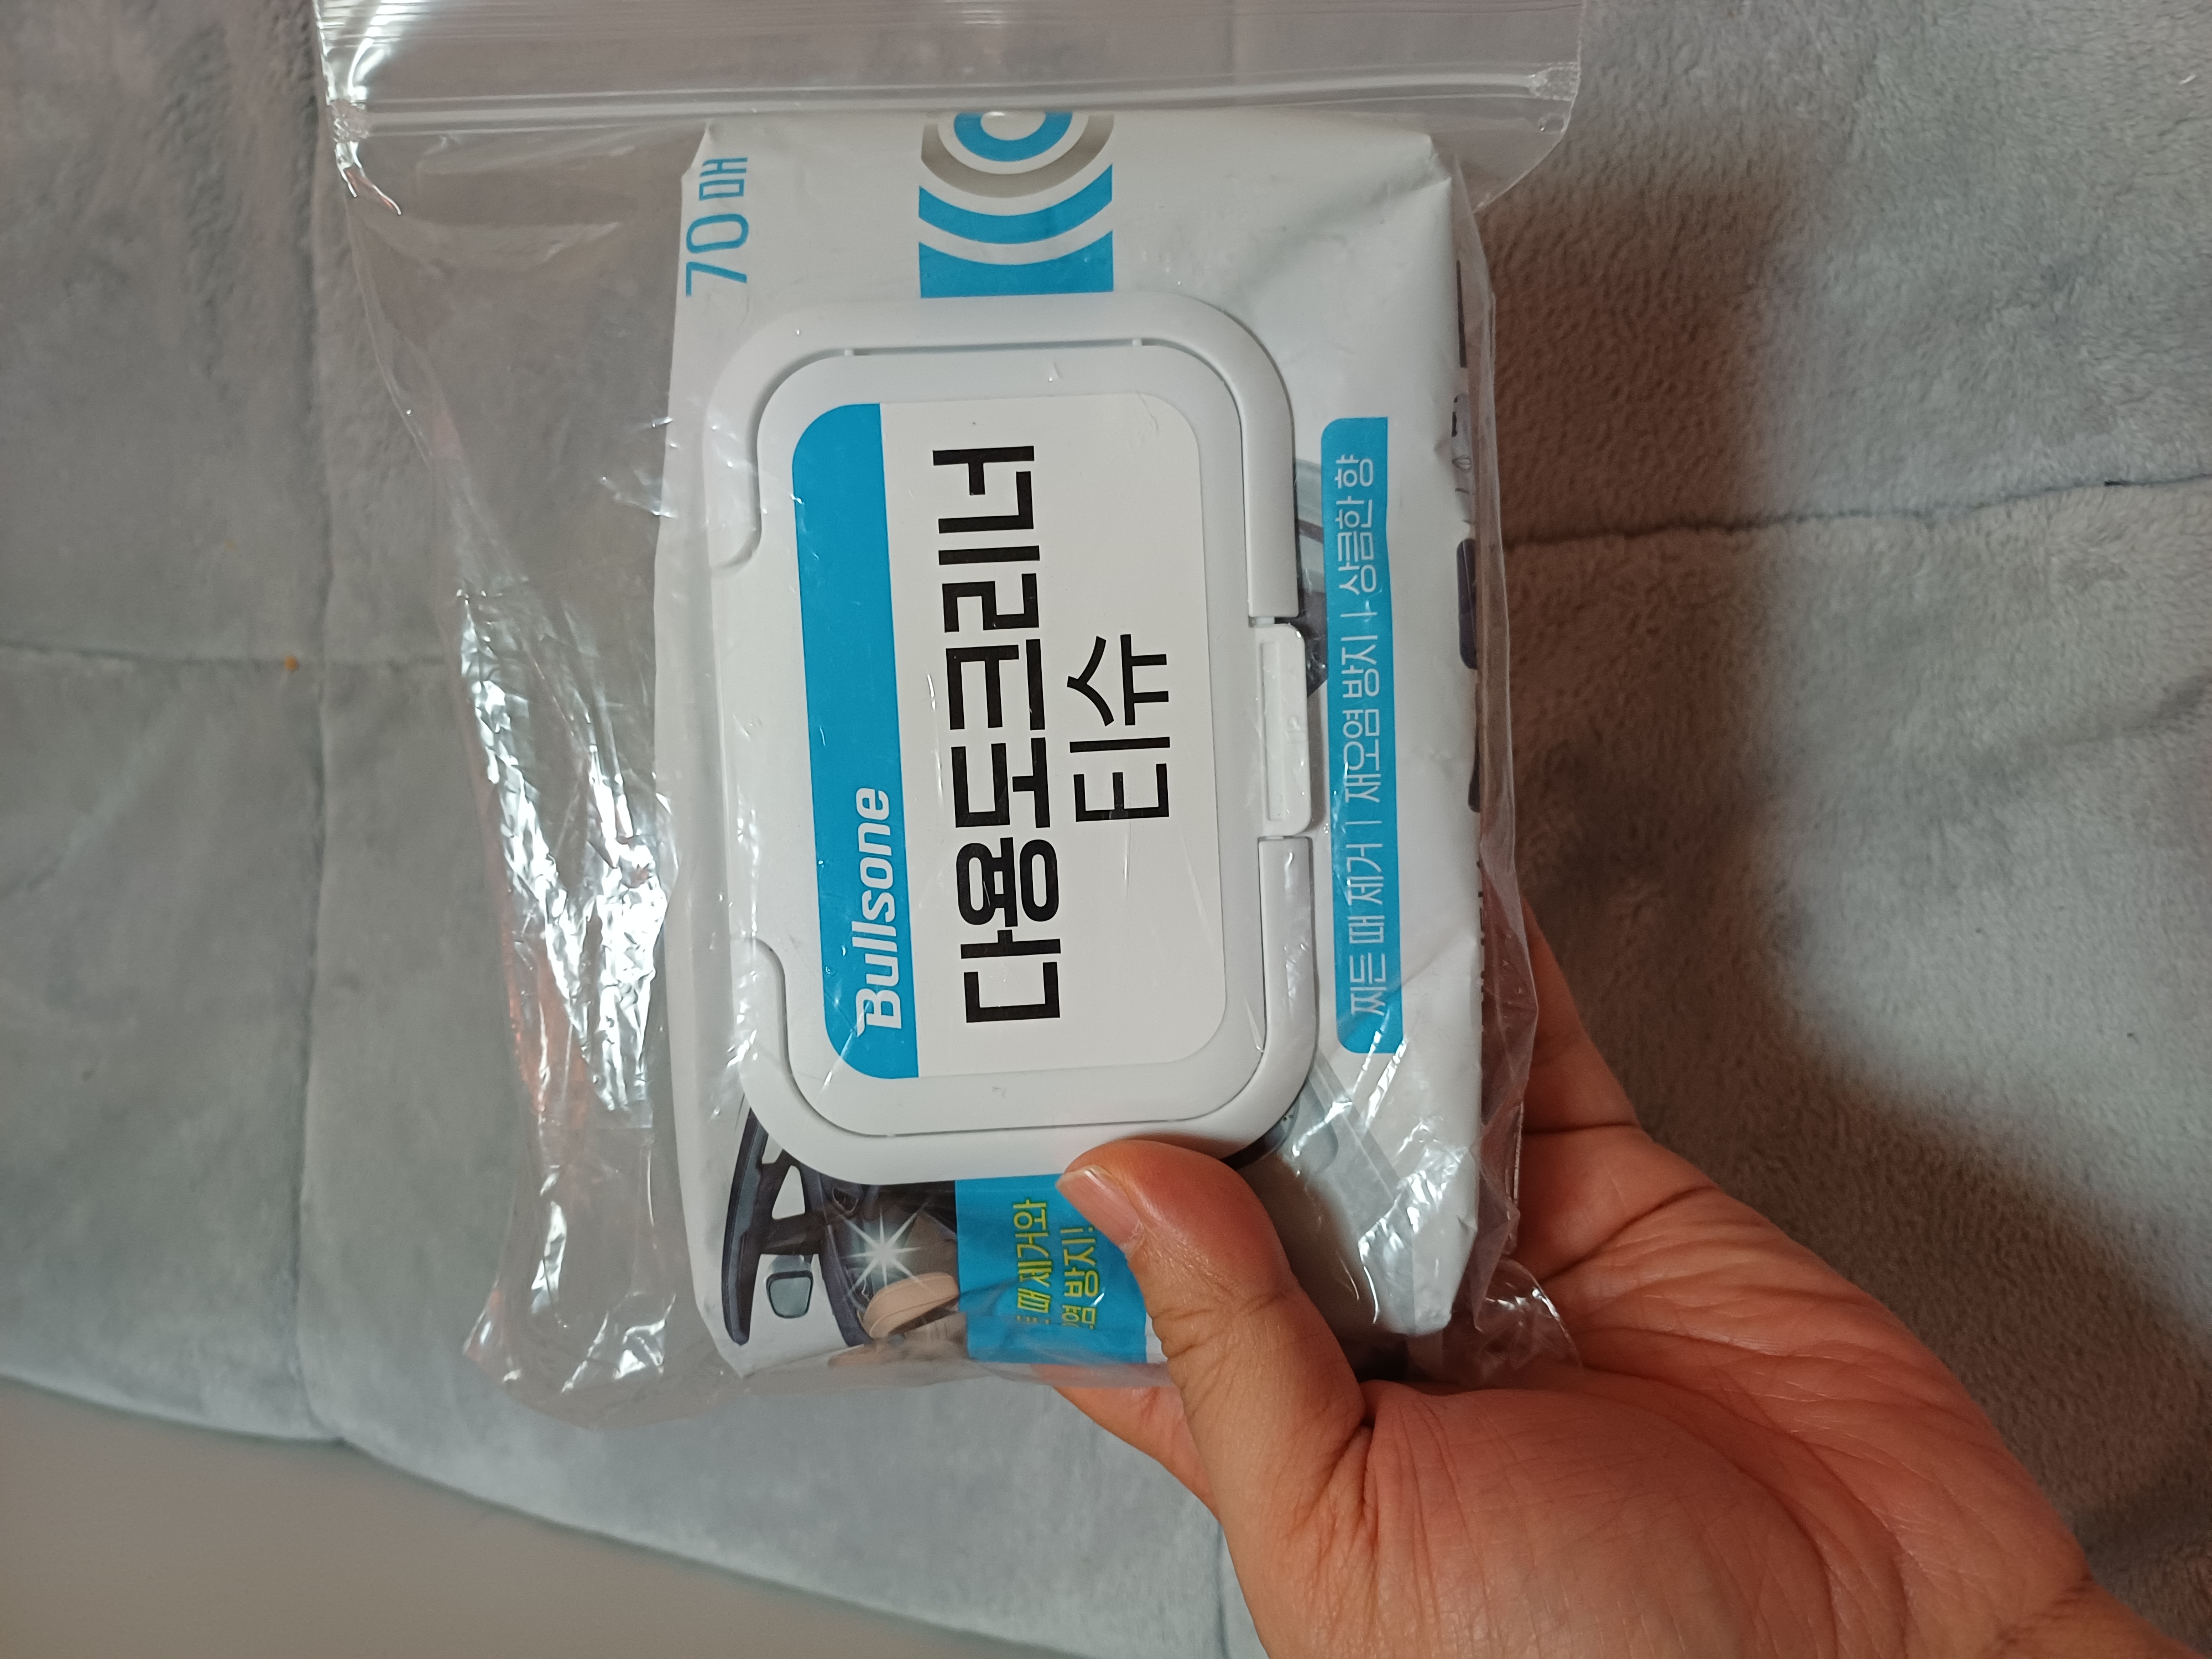 70매
Bullsone
다용도크리너
티슈
찌든 때 제거 | 재오염 방지 | 상큼한 향
때 제거와
염 방지!